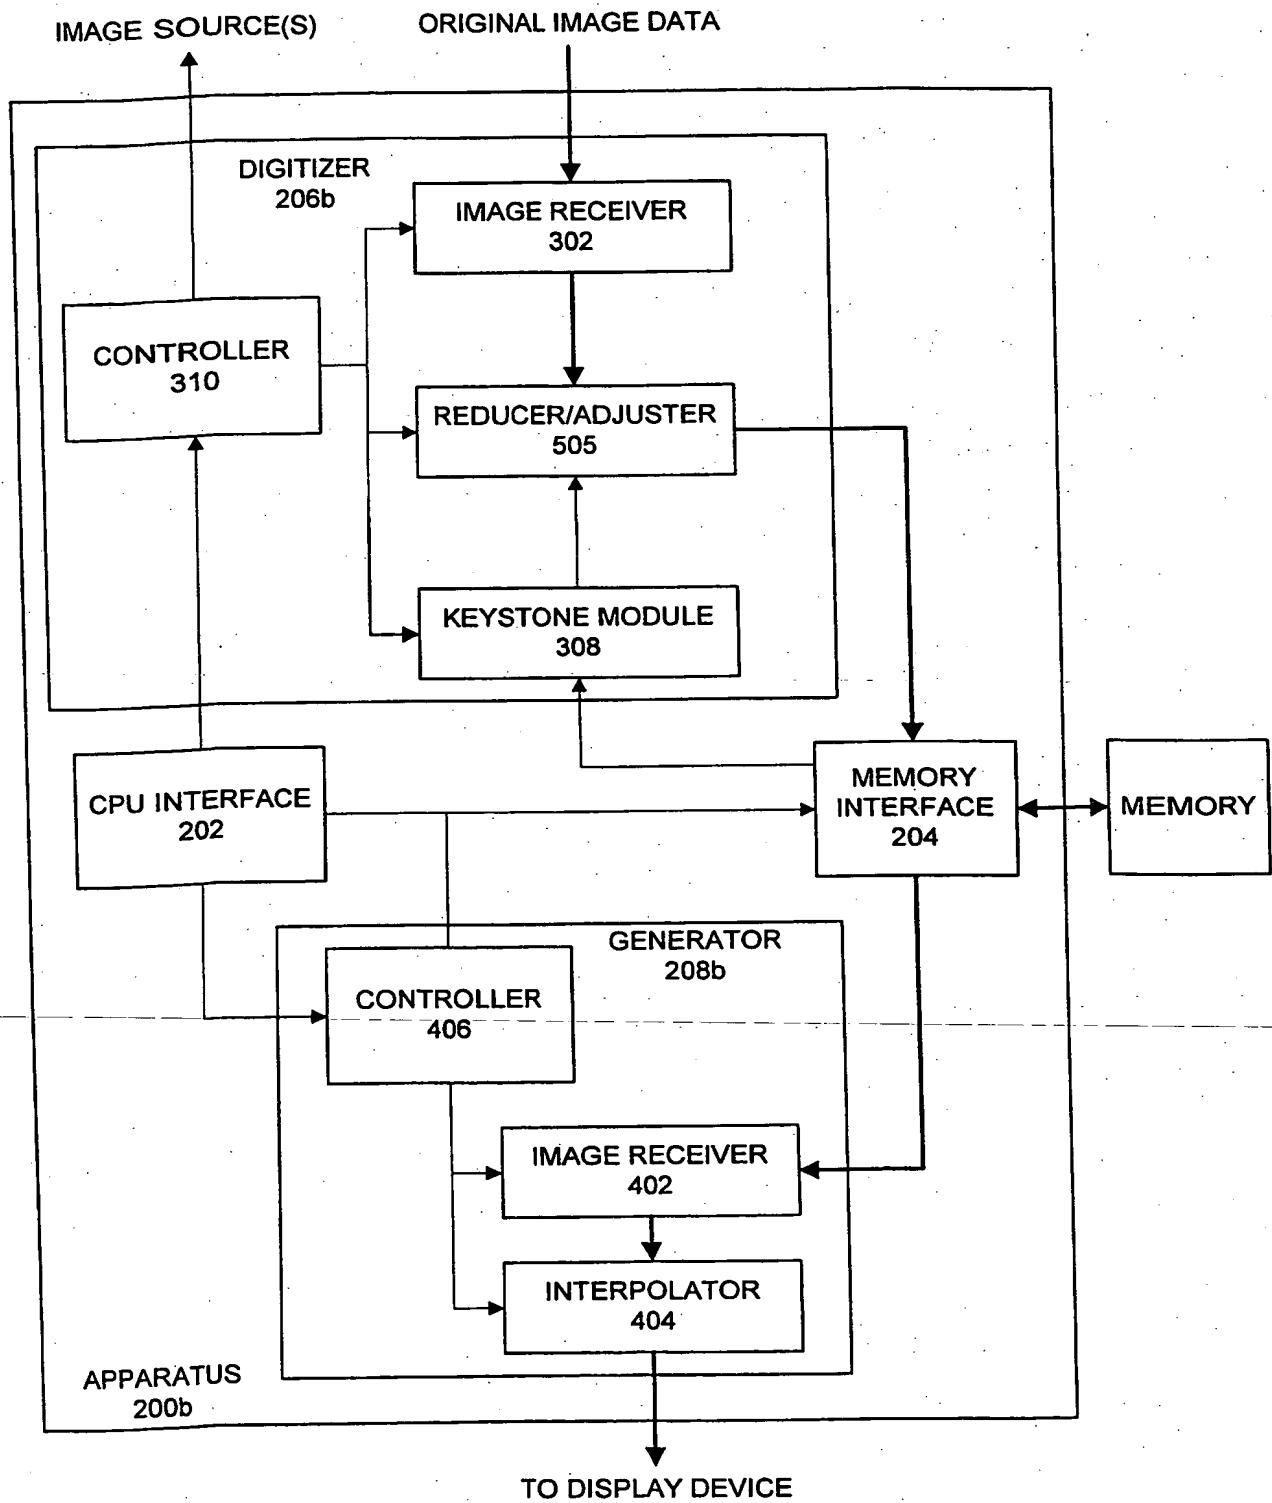 IMAGE SOURCE(S)
ORIGINAL IMAGE DATA
DIGITIZER
206b
IMAGE RECEIVER
302
CONTROLLER
310
REDUCER/ADJUSTER
505
KEYSTONE MODULE
308
CPU INTERFACE
202
MEMORY
INTERFACE
204
MEMORY
GENERATOR
208b
CONTROLLER
406
IMAGE RECEIVER
402
INTERPOLATOR
404
APPARATUS
200b
TO DISPLAY DEVICE